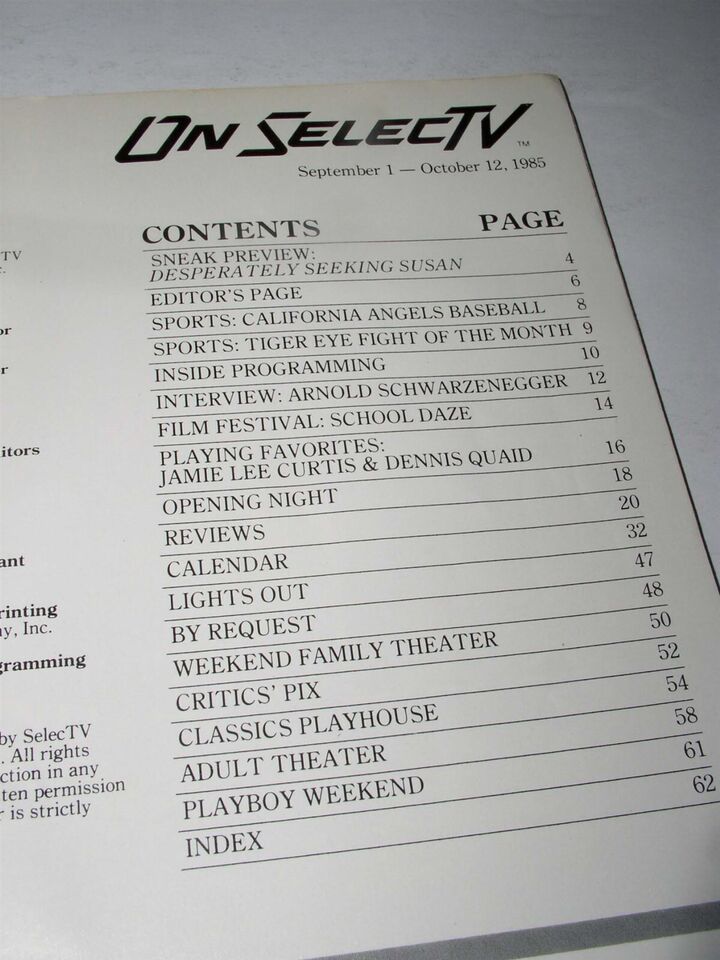 TV
or
r
itors
ant
rinting
y, Inc.
gramming
by SelecTV
. All rights
ction in any
ten permission
r is strictly
ON SELECTV ™
September 1 — October 12, 1985
CONTENTS PAGE
SNEAK PREVIEW:
DESPERATELY SEEKING SUSAN 4
EDITOR'S PAGE 6
SPORTS: CALIFORNIA ANGELS BASEBALL 8
SPORTS: TIGER EYE FIGHT OF THE MONTH 9
INSIDE PROGRAMMING 10
INTERVIEW: ARNOLD SCHWARZENEGGER 12
FILM FESTIVAL: SCHOOL DAZE 14
PLAYING FAVORITES:
JAMIE LEE CURTIS & DENNIS QUAID 16
OPENING NIGHT 18
REVIEWS 20
CALENDAR 32
LIGHTS OUT 47
BY REQUEST 48
WEEKEND FAMILY THEATER 50
CRITICS' PIX 52
CLASSICS PLAYHOUSE 54
ADULT THEATER 58
PLAYBOY WEEKEND 61
INDEX 62